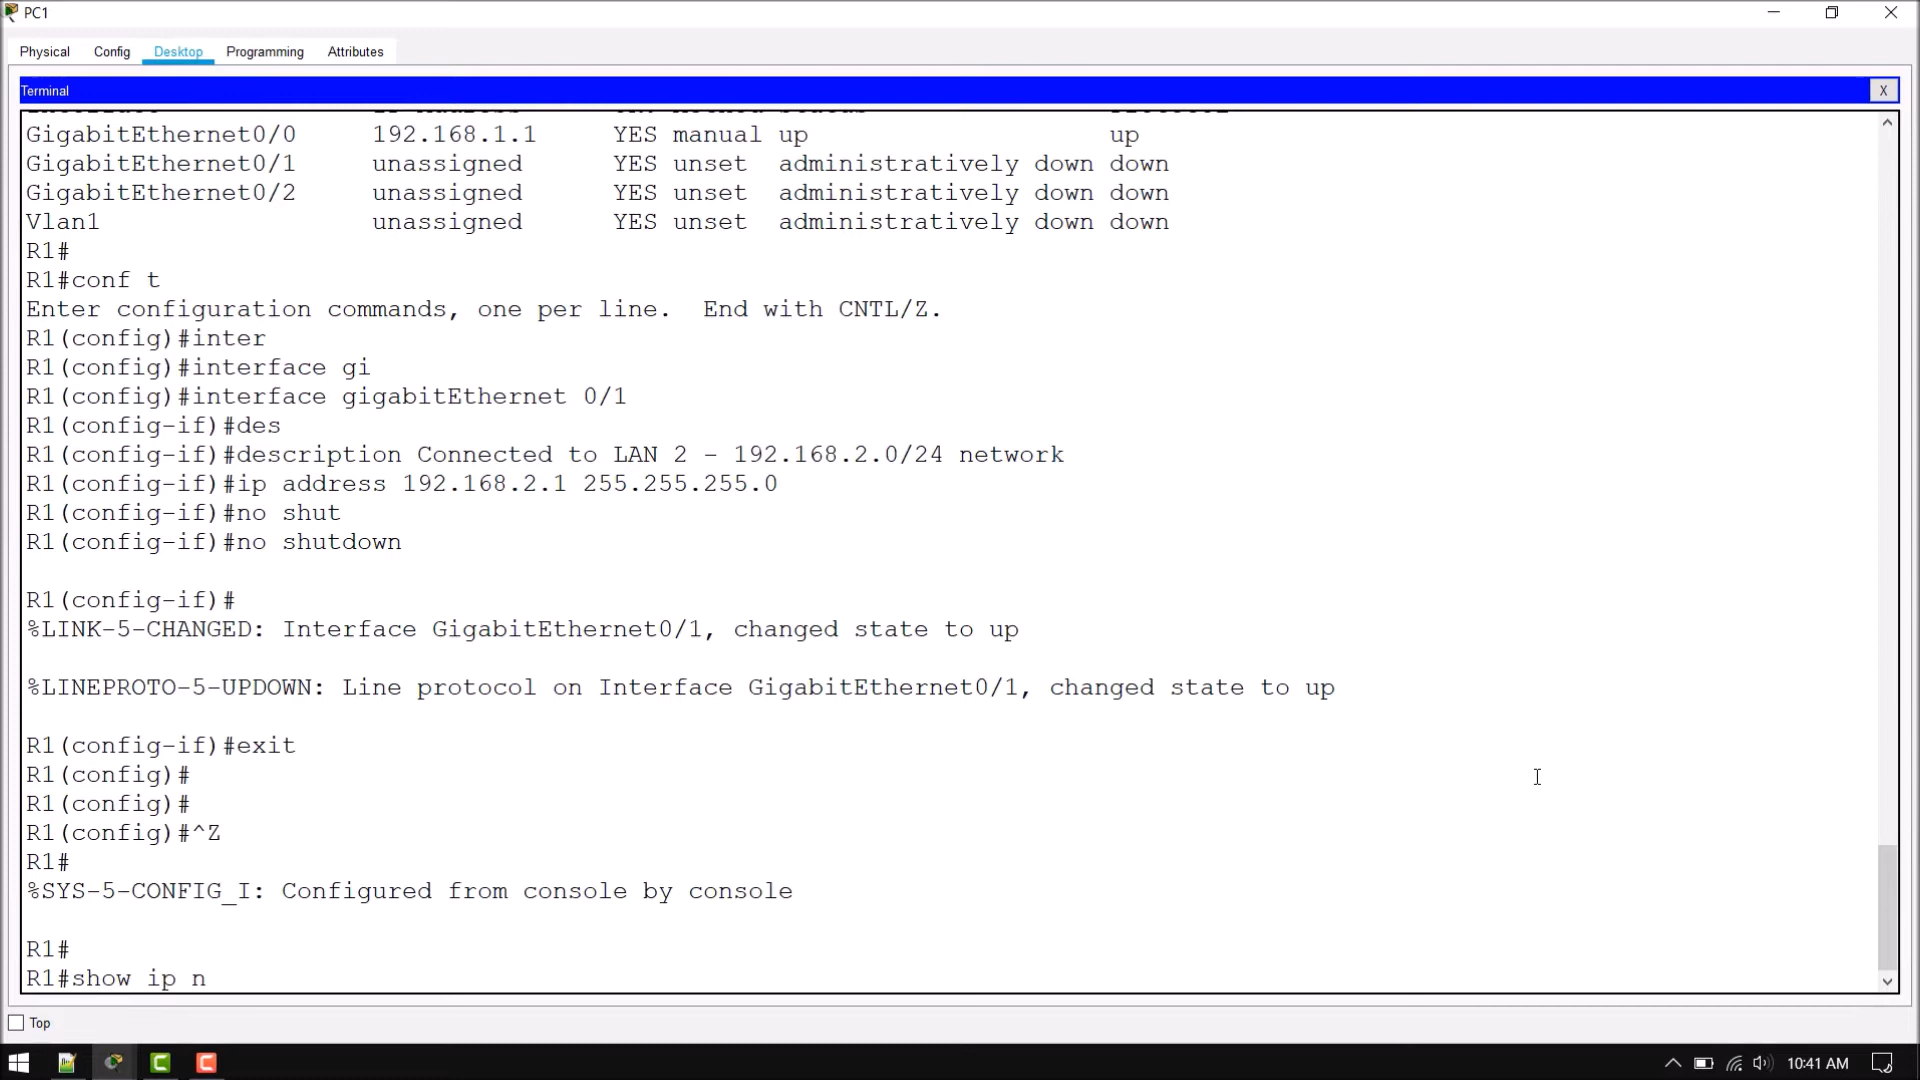 PC1
Physical Config Desktop Programming Attributes
Terminal
X
GigabitEthernet0/0 192.168.1.1 YES manual up up
GigabitEthernet0/1 unassigned YES unset administratively down down
GigabitEthernet0/2 unassigned YES unset administratively down down
Vlan1 unassigned YES unset administratively down down
R1#
R1#conf t
Enter configuration commands, one per line. End with CNTL/Z.
R1(config)#inter
R1(config)#interface gi
R1(config)#interface gigabitEthernet 0/1
R1(config-if)#des
R1(config-if)#description Connected to LAN 2 - 192.168.2.0/24 network
R1(config-if)#ip address 192.168.2.1 255.255.255.0
R1(config-if)#no shut
R1(config-if)#no shutdown
R1(config-if)#
%LINK-5-CHANGED: Interface GigabitEthernet0/1, changed state to up
%LINEPROTO-5-UPDOWN: Line protocol on Interface GigabitEthernet0/1, changed state to up
R1(config-if)#exit
R1(config)#
R1(config)#
R1(config)#^Z
R1#
%SYS-5-CONFIG_I: Configured from console by console
R1#
R1#show ip n
Top
10:41 AM